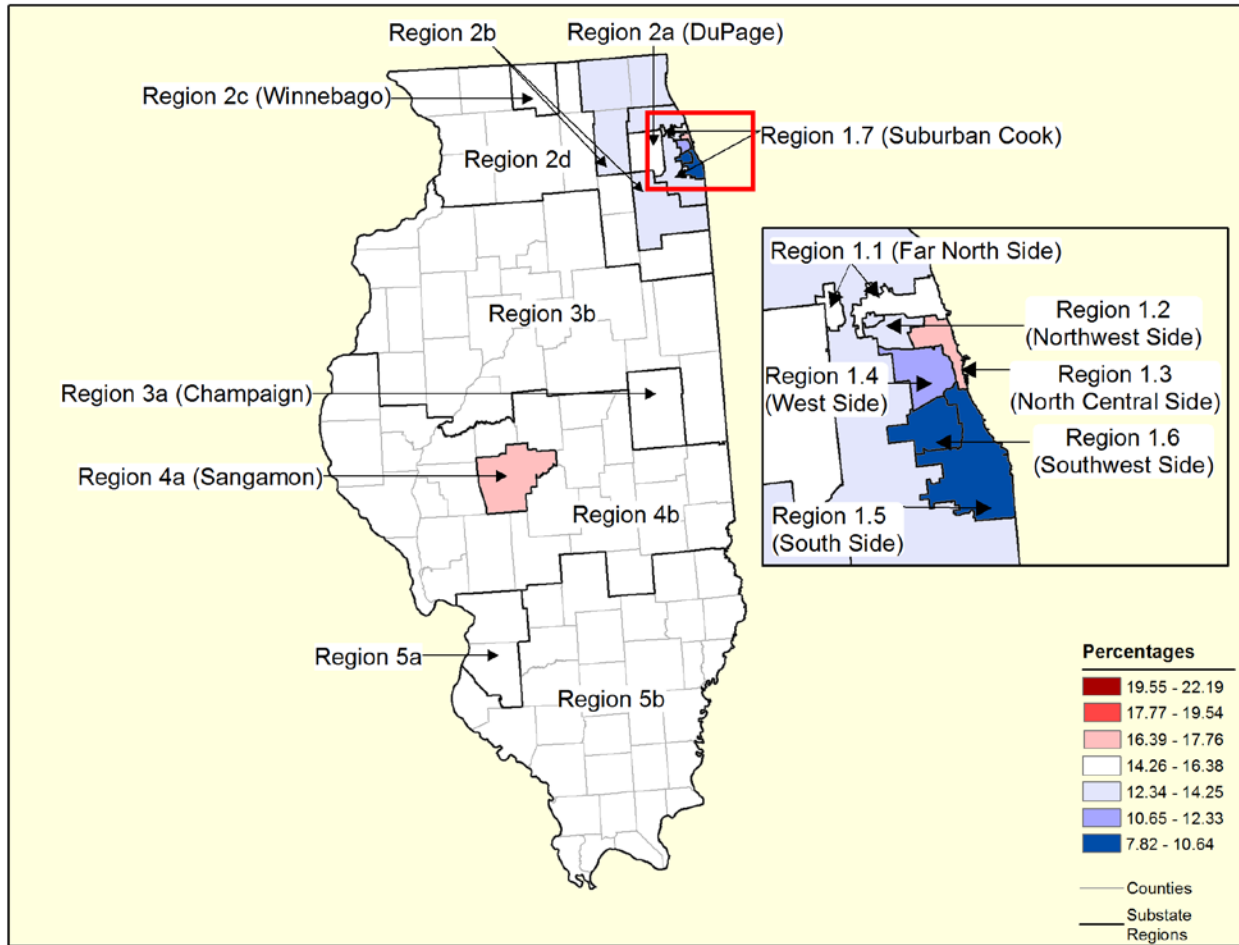 Region 2b
Region 2a (DuPage)
Region 2c (Winnebago)
Region 1.7 (Suburban Cook)
Region 2d
Region 3b
Region 3a (Champaign)
Region 4a (Sangamon)
Region 4b
Region 5a
Region 5b
Region 1.1 (Far North Side)
Region 1.2
(Northwest Side)
Region 1.4
(West Side)
Region 1.3
(North Central Side)
Region 1.6
(Southwest Side)
Region 1.5
(South Side)
Percentages
19.55 - 22.19
17.77 - 19.54
16.39 - 17.76
14.26 - 16.38
12.34 - 14.25
10.65 - 12.33
7.82 - 10.64
Counties
Substate
Regions